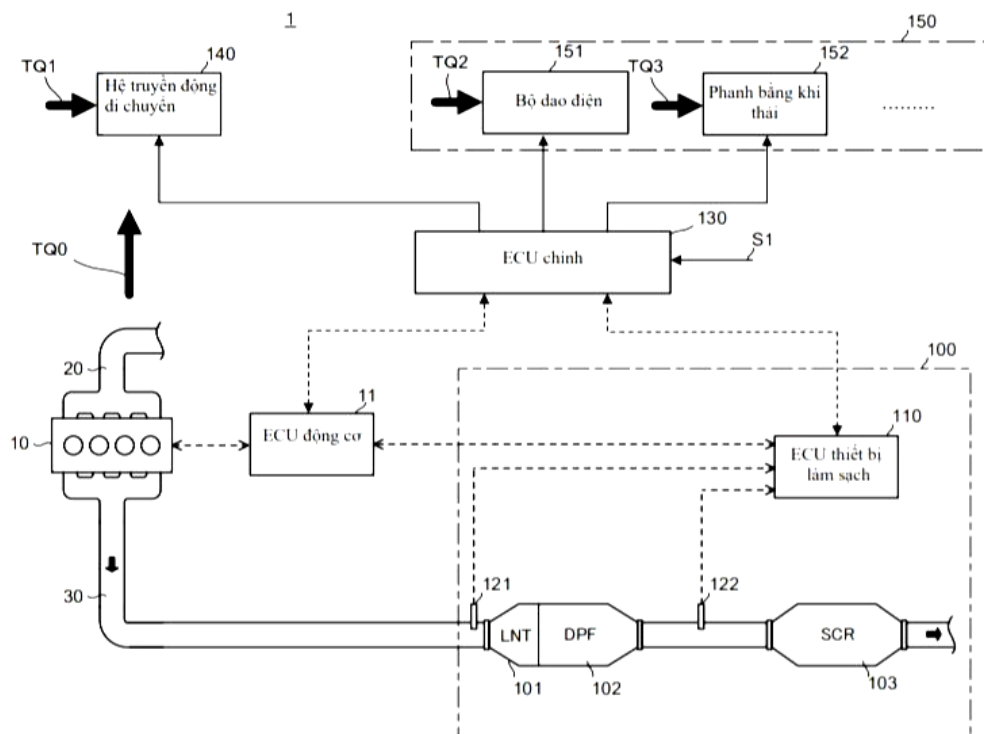 1
150
140
151
152
TQ1
TQ2
TQ3
Hệ truyền động
di chuyển
Bộ dao điện
Phanh bằng khí
thải
.........
130
TQ0
ECU chính
S1
20
100
11
110
10
ECU động cơ
ECU thiết bị
làm sạch
30
121
122
LNT
DPF
SCR
101
102
103